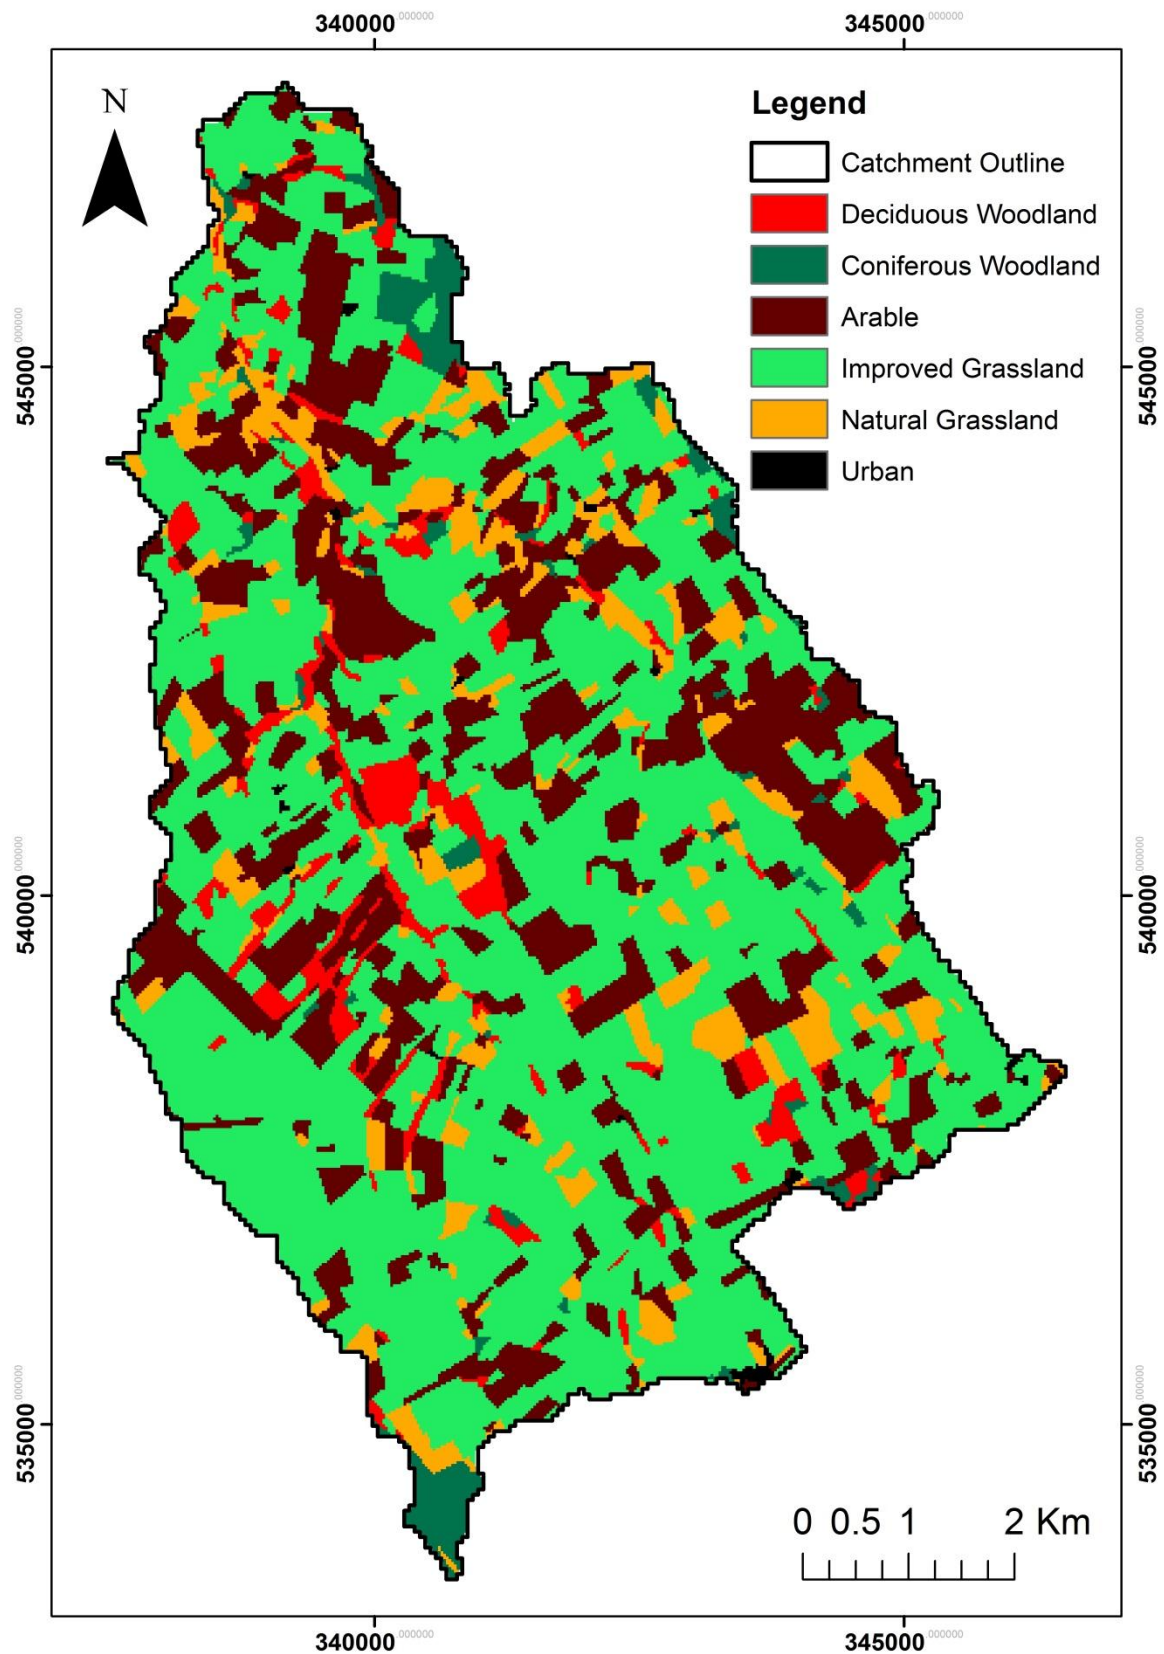 340000.000000 345000.000000
N
Legend
Catchment Outline
Deciduous Woodland
Coniferous Woodland
Arable
Improved Grassland
Natural Grassland
Urban
545000.000000 545000.000000
540000.000000 540000.000000
535000.000000 535000.000000
0 0.5 1 2 Km
340000.000000 345000.000000